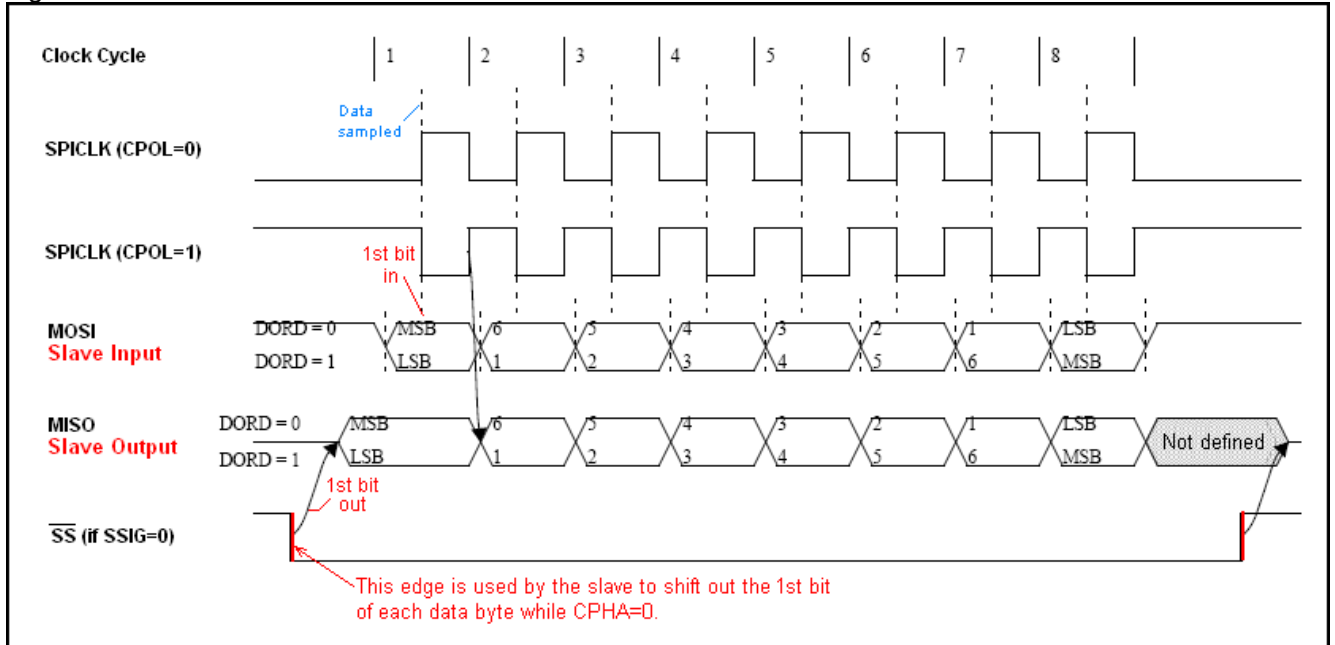 Clock Cycle 1 2 3 4 5 6 7 8
Data
sampled
SPICLK (CPOL=0)
SPICLK (CPOL=1)
1st bit
in
MOSI DORD = 0 MSB 6 5 4 3 2 1 LSB
Slave Input DORD = 1 LSB 1 2 3 4 5 6 MSB
MISO DORD = 0 MSB 6 5 4 3 2 1 LSB
Slave Output DORD = 1 LSB 1 2 3 4 5 6 MSB Not defined
1st bit
out
SS (if SSIG=0)
This edge is used by the slave to shift out the 1st bit
of each data byte while CPHA=0.